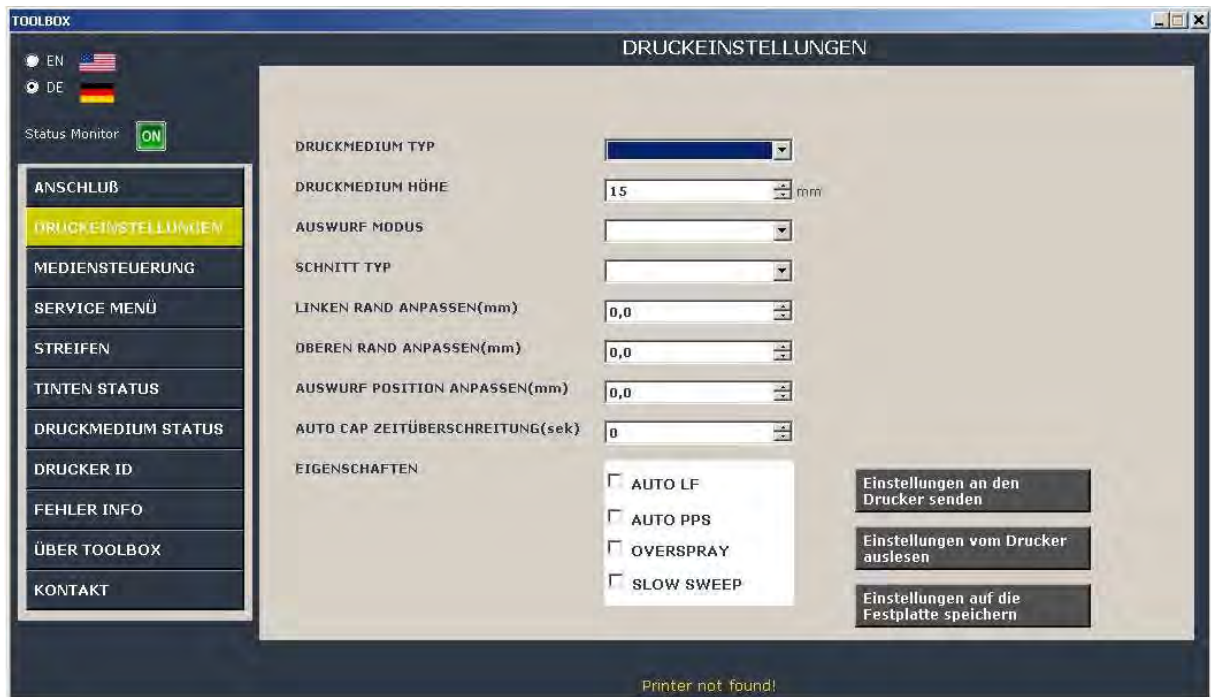 TOOLBOX
EN
DE
Status Monitor ON
ANSCHLUß
DRUCKEINSTELLUNGEN
MEDIENSTEUERUNG
SERVICE MENÜ
STREIFEN
TINTEN STATUS
DRUCKMEDIUM STATUS
DRUCKER ID
FEHLER INFO
ÜBER TOOLBOX
KONTAKT
DRUCKEINSTELLUNGEN
DRUCKMEDIUM TYP
DRUCKMEDIUM HÖHE 15 mm
AUSWURF MODUS
SCHNITT TYP
LINKEN RAND ANPASSEN(mm) 0,0
OBEREN RAND ANPASSEN(mm) 0,0
AUSWURF POSITION ANPASSEN(mm) 0,0
AUTO CAP ZEITÜBERSCHREITUNG(sek) 0
EIGENSCHAFTEN
AUTO LF
AUTO PPS
OVERSPRAY
SLOW SWEEP
Einstellungen an den
Drucker senden
Einstellungen vom Drucker
auslesen
Einstellungen auf die
Festplatte speichern
Printer not found!